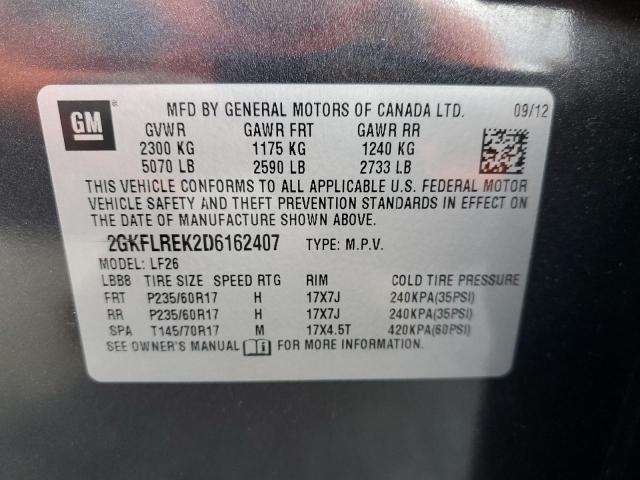 GM ® MFD BY GENERAL MOTORS OF CANADA LTD. 09/12
GVWR GAWR FRT GAWR RR
2300 KG 1175 KG 1240 KG
5070 LB 2590 LB 2733 LB
THIS VEHICLE CONFORMS TO ALL APPLICABLE U.S. FEDERAL MOTOR
VEHICLE SAFETY AND THEFT PREVENTION STANDARDS IN EFFECT ON
THE DATE OF MANUFACTURE SHOWN ABOVE.
2GKFLREK2D6162407 TYPE: M.P.V.
MODEL: LF26
LBB8 TIRE SIZE SPEED RTG RIM COLD TIRE PRESSURE
FRT P235/60R17 H 17X7J 240KPA(35PSI)
RR P235/60R17 H 17X7J 240KPA(35PSI)
SPA T145/70R17 M 17X4.5T 420KPA(60PSI)
SEE OWNER'S MANUAL FOR MORE INFORMATION.